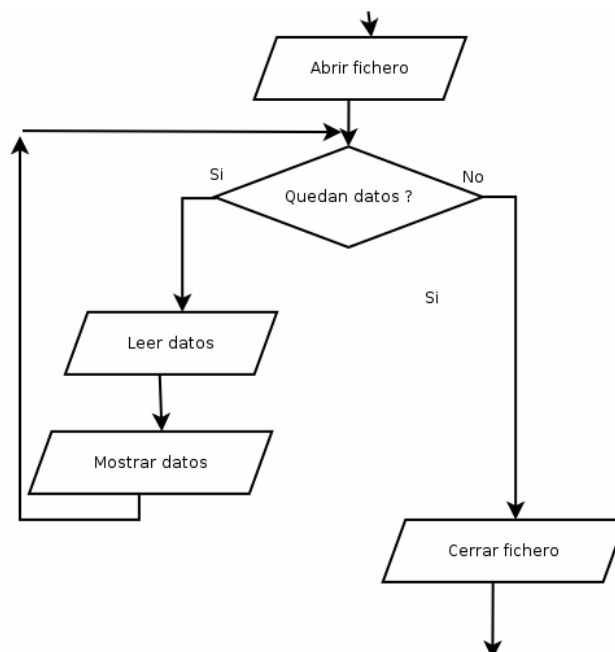 Abrir fichero
Si
No
Quedan datos ?
Si
Leer datos
Mostrar datos
Cerrar fichero